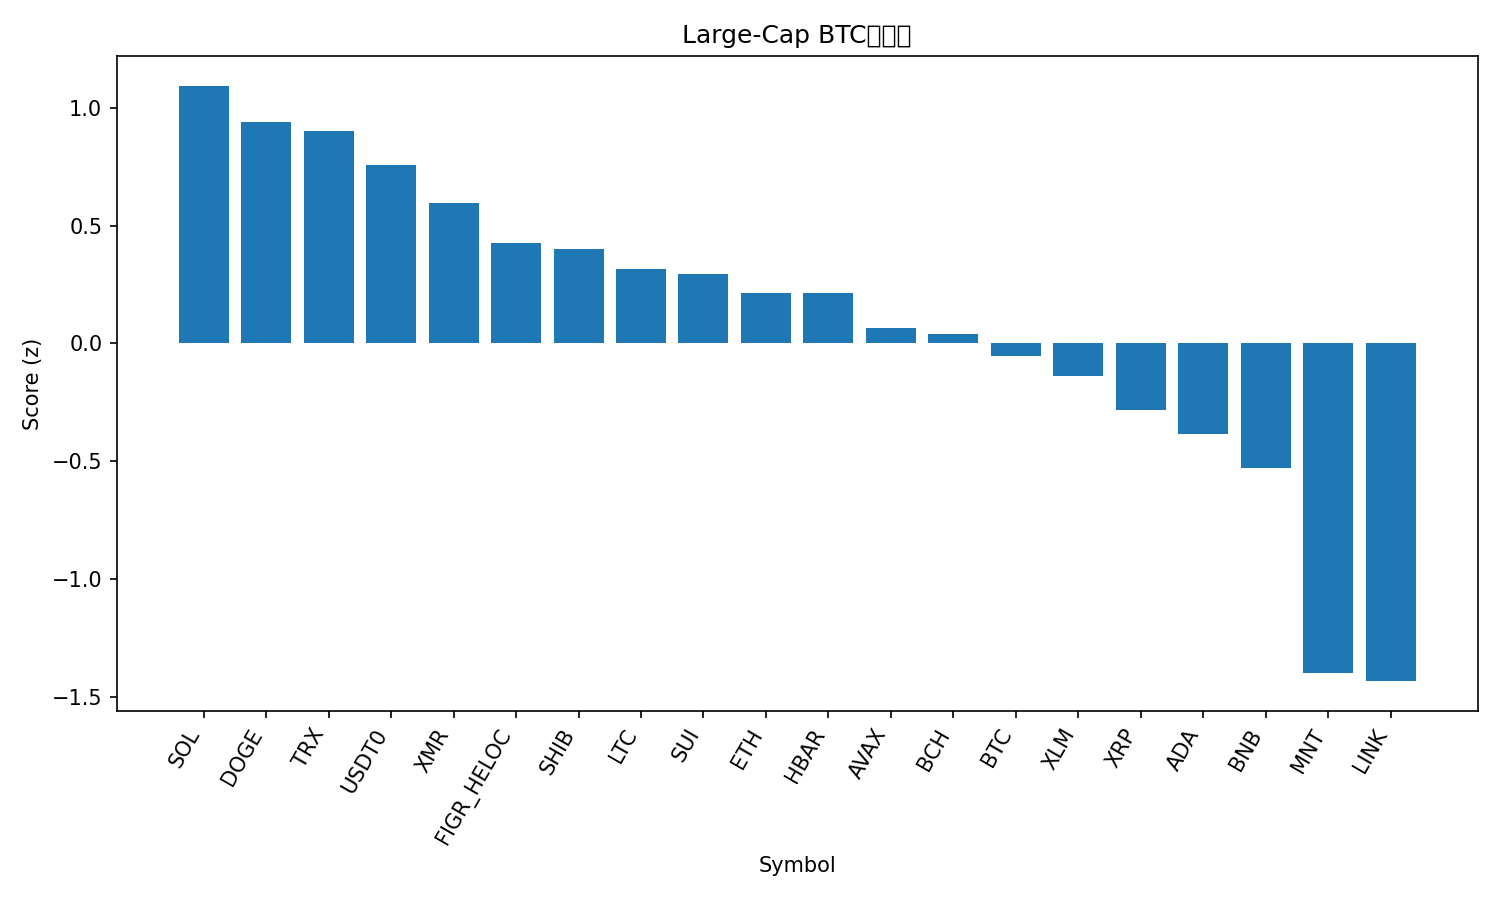 Large-Cap BTC
1.0
0.5
0.0
−0.5
−1.0
−1.5
Score (z)
SOL
DOGE
TRX
USDT0
XMR
FIGR_HELOC
SHIB
LTC
SUI
ETH
HBAR
AVAX
BCH
BTC
XLM
XRP
ADA
BNB
MNT
LINK
Symbol